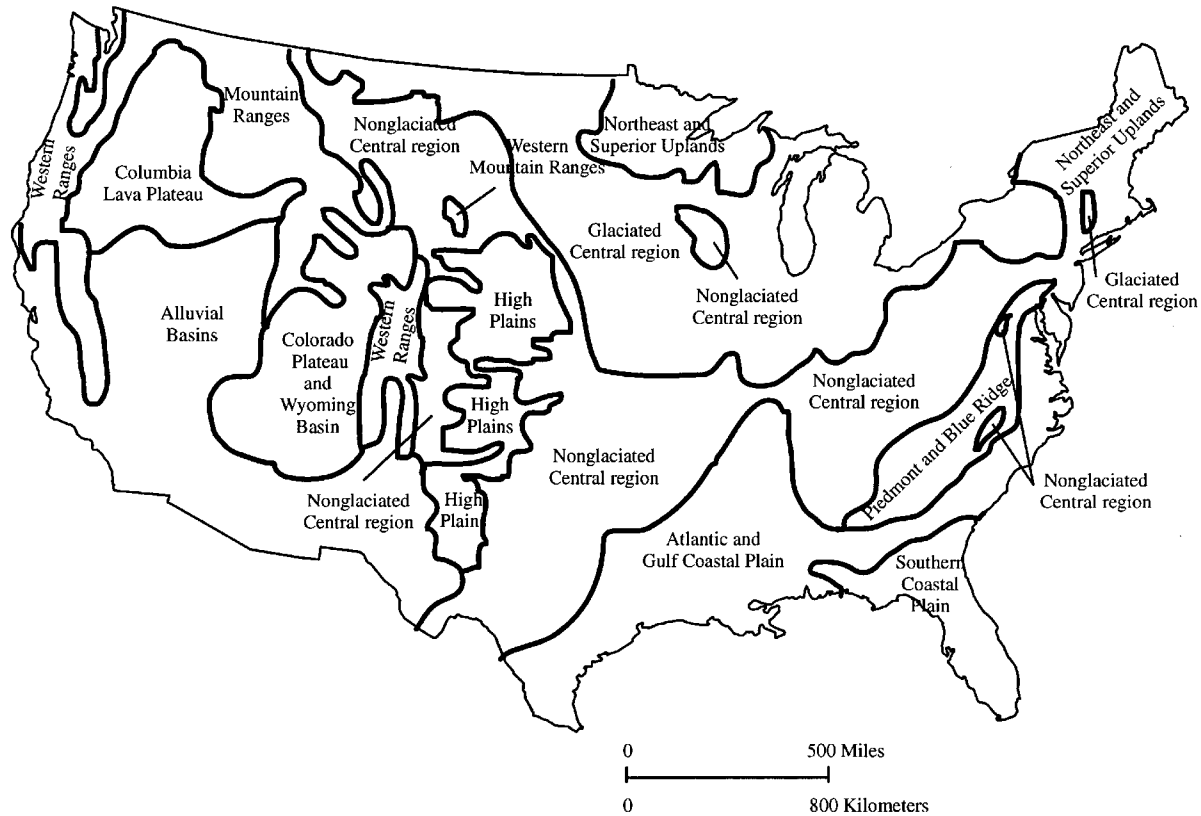 Mountain
Ranges
Nonglaciated
Central region
Western
Mountain Ranges
Northeast and
Superior Uplands
Northeast and
Superior Uplands
Western
Ranges
Columbia
Lava Plateau
Glaciated
Central region
Glaciated
Central region
Nonglaciated
Central region
Alluvial
Basins
High
Plains
Western
Ranges
Colorado
Plateau
and
Wyoming
Basin
Nonglaciated
Central region
High
Plains
Piedmont and Blue Ridge
Nonglaciated
Central region
Nonglaciated
Central region
Nonglaciated
Central region
High
Plain
Atlantic and
Gulf Coastal Plain
Southern
Coastal
Plain
0 500 Miles
0 800 Kilometers